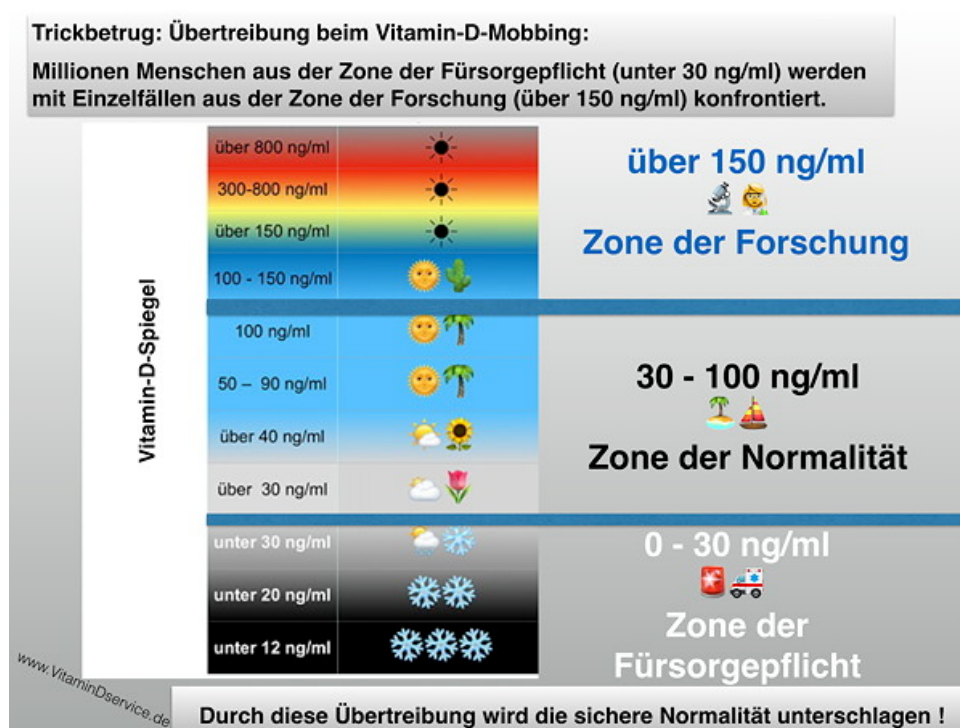 Trickbetrug: Übertreibung beim Vitamin-D-Mobbing:
Millionen Menschen aus der Zone der Fürsorgepflicht (unter 30 ng/ml) werden
mit Einzelfällen aus der Zone der Forschung (über 150 ng/ml) konfrontiert.
Vitamin-D-Spiegel
über 800 ng/ml
300-800 ng/ml
über 150 ng/ml
100 - 150 ng/ml
100 ng/ml
50 – 90 ng/ml
über 40 ng/ml
über 30 ng/ml
unter 30 ng/ml
unter 20 ng/ml
unter 12 ng/ml
über 150 ng/ml
Zone der Forschung
30 - 100 ng/ml
Zone der Normalität
0 - 30 ng/ml
Zone der
Fürsorgepflicht
www.VitaminDservice.de
Durch diese Übertreibung wird die sichere Normalität unterschlagen !